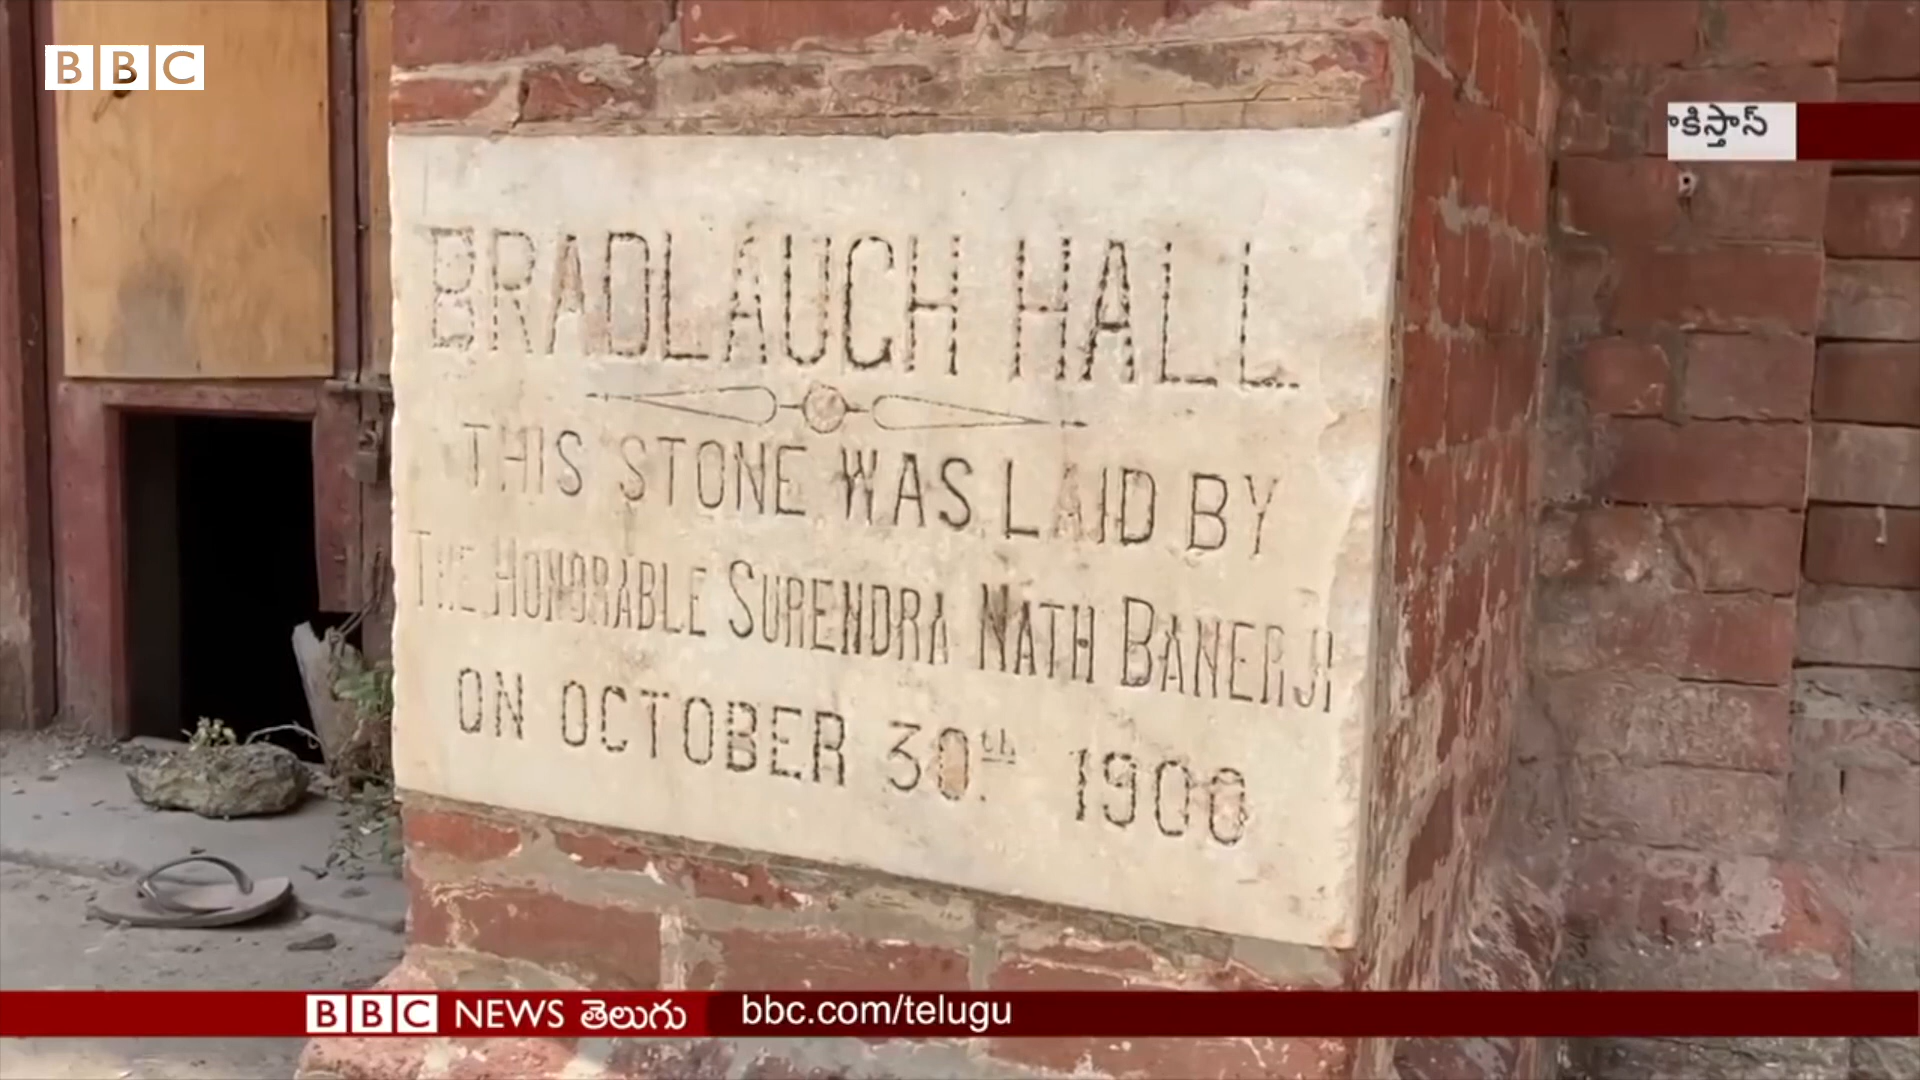 BBC
ాకిస్తాన్
BRADLAUGH HALL
THIS STONE WAS LAID BY
THE HONORABLE SURENDRA NATH BANERJI
ON OCTOBER 30th 1900
BBC NEWS తెలుగు bbc.com/telugu